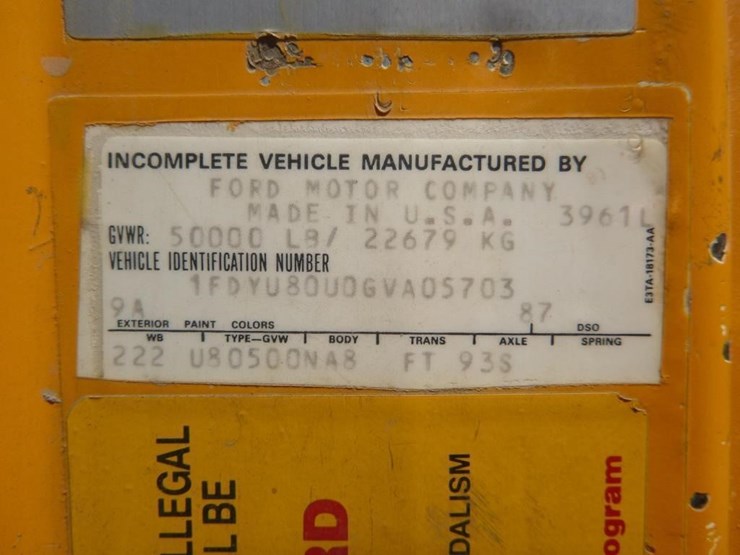 INCOMPLETE VEHICLE MANUFACTURED BY
FORD MOTOR COMPANY
MADE IN U.S.A. 3961L
GVWR: 50000 LB/ 22679 KG
VEHICLE IDENTIFICATION NUMBER
1FDYU80U0GVA05703
9A 87
EXTERIOR PAINT COLORS DSO
WB TYPE—GVW BODY TRANS AXLE SPRING
222 U80500NA8 FT 93S
E3TA-18173-AA
LLEGAL
L BE
RD
DALISM
ogram